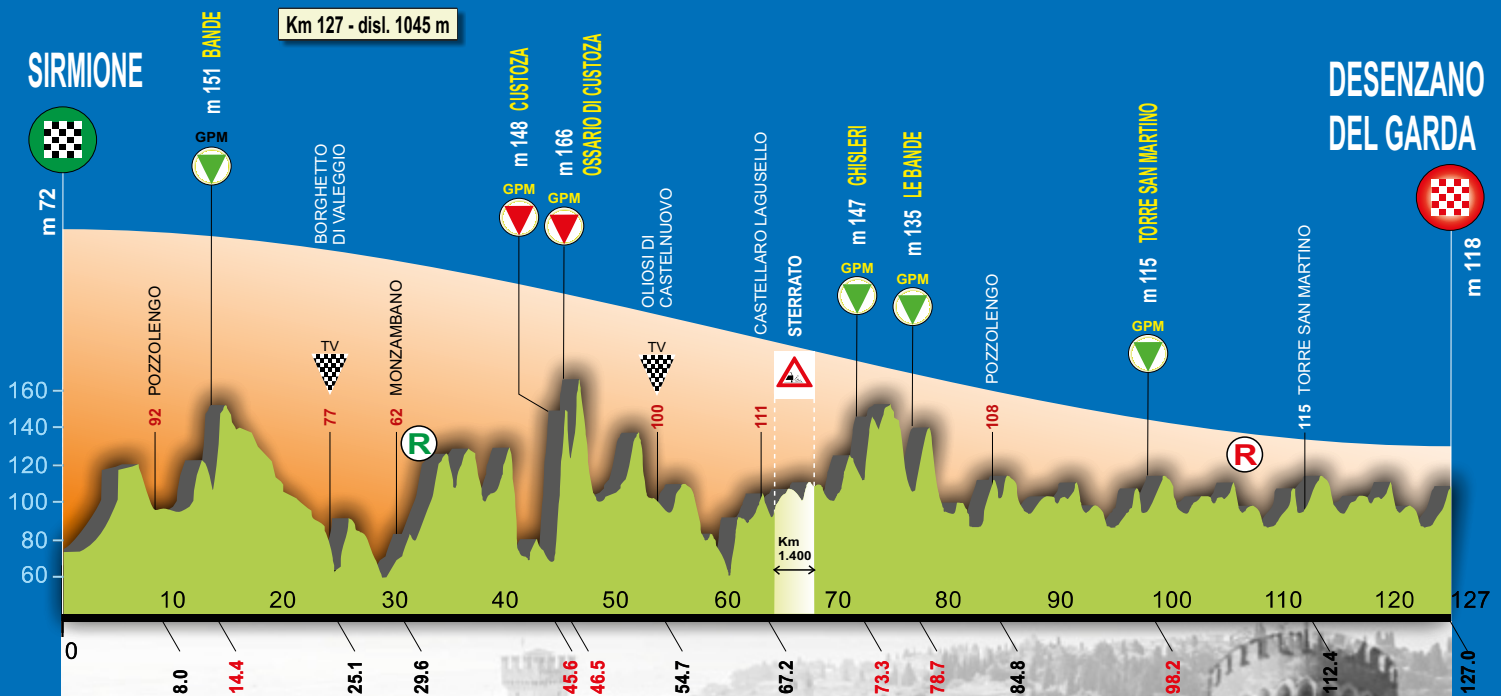 Km 127 - disl. 1045 m
SIRMIONE
m 72
m 151 BANDE
GPM
POZZOLENGO
92
BORGHETTO
DI VALEGGIO
TV
77
MONZAMBANO
62
R
m 148 CUSTOZA
GPM
m 166
OSSARIO DI CUSTOZA
GPM
OLIOSI DI
CASTELNUOVO
TV
100
CASTELLARO LAGUSELLO
111
STERRATO
Km
1.400
m 147 GHISLERI
GPM
m 135 LE BANDE
GPM
POZZOLENGO
108
m 115 TORRE SAN MARTINO
GPM
R
115 TORRE SAN MARTINO
DESENZANO
DEL GARDA
m 118
160
140
120
100
80
60
10 20 30 40 50 60 70 80 90 100 110 120 127
0
8.0 14.4 25.1 29.6 45.6 46.5 54.7 67.2 73.3 78.7 84.8 98.2 112.4 127.0